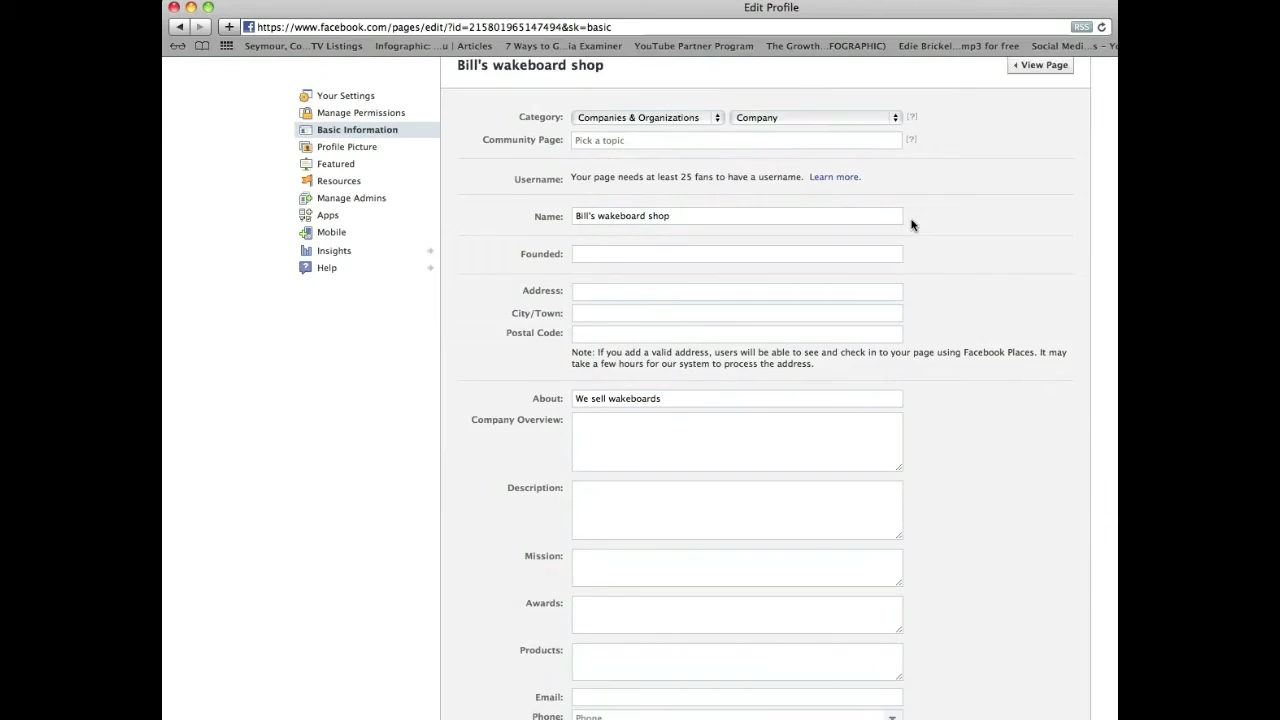 Edit Profile
https://www.facebook.com/pages/edit/?id=215801965147494&sk=basic
RSS
Seymour, Co...TV Listings
Infographic: ...u | Articles
7 Ways to G...ia Examiner
YouTube Partner Program
The Growth...FOGRAPHIC)
Edie Brickel...mp3 for free
Social Medi...s – Yo
Bill's wakeboard shop
View Page
Your Settings
Manage Permissions
Basic Information
Profile Picture
Featured
Resources
Manage Admins
Apps
Mobile
Insights
Help
Category: Companies & Organizations Company [?]
Community Page: Pick a topic [?]
Username: Your page needs at least 25 fans to have a username. Learn more.
Name: Bill's wakeboard shop
Founded:
Address:
City/Town:
Postal Code:
Note: If you add a valid address, users will be able to see and check in to your page using Facebook Places. It may
take a few hours for our system to process the address.
About: We sell wakeboards
Company Overview:
Description:
Mission:
Awards:
Products:
Email:
Phone: Phone